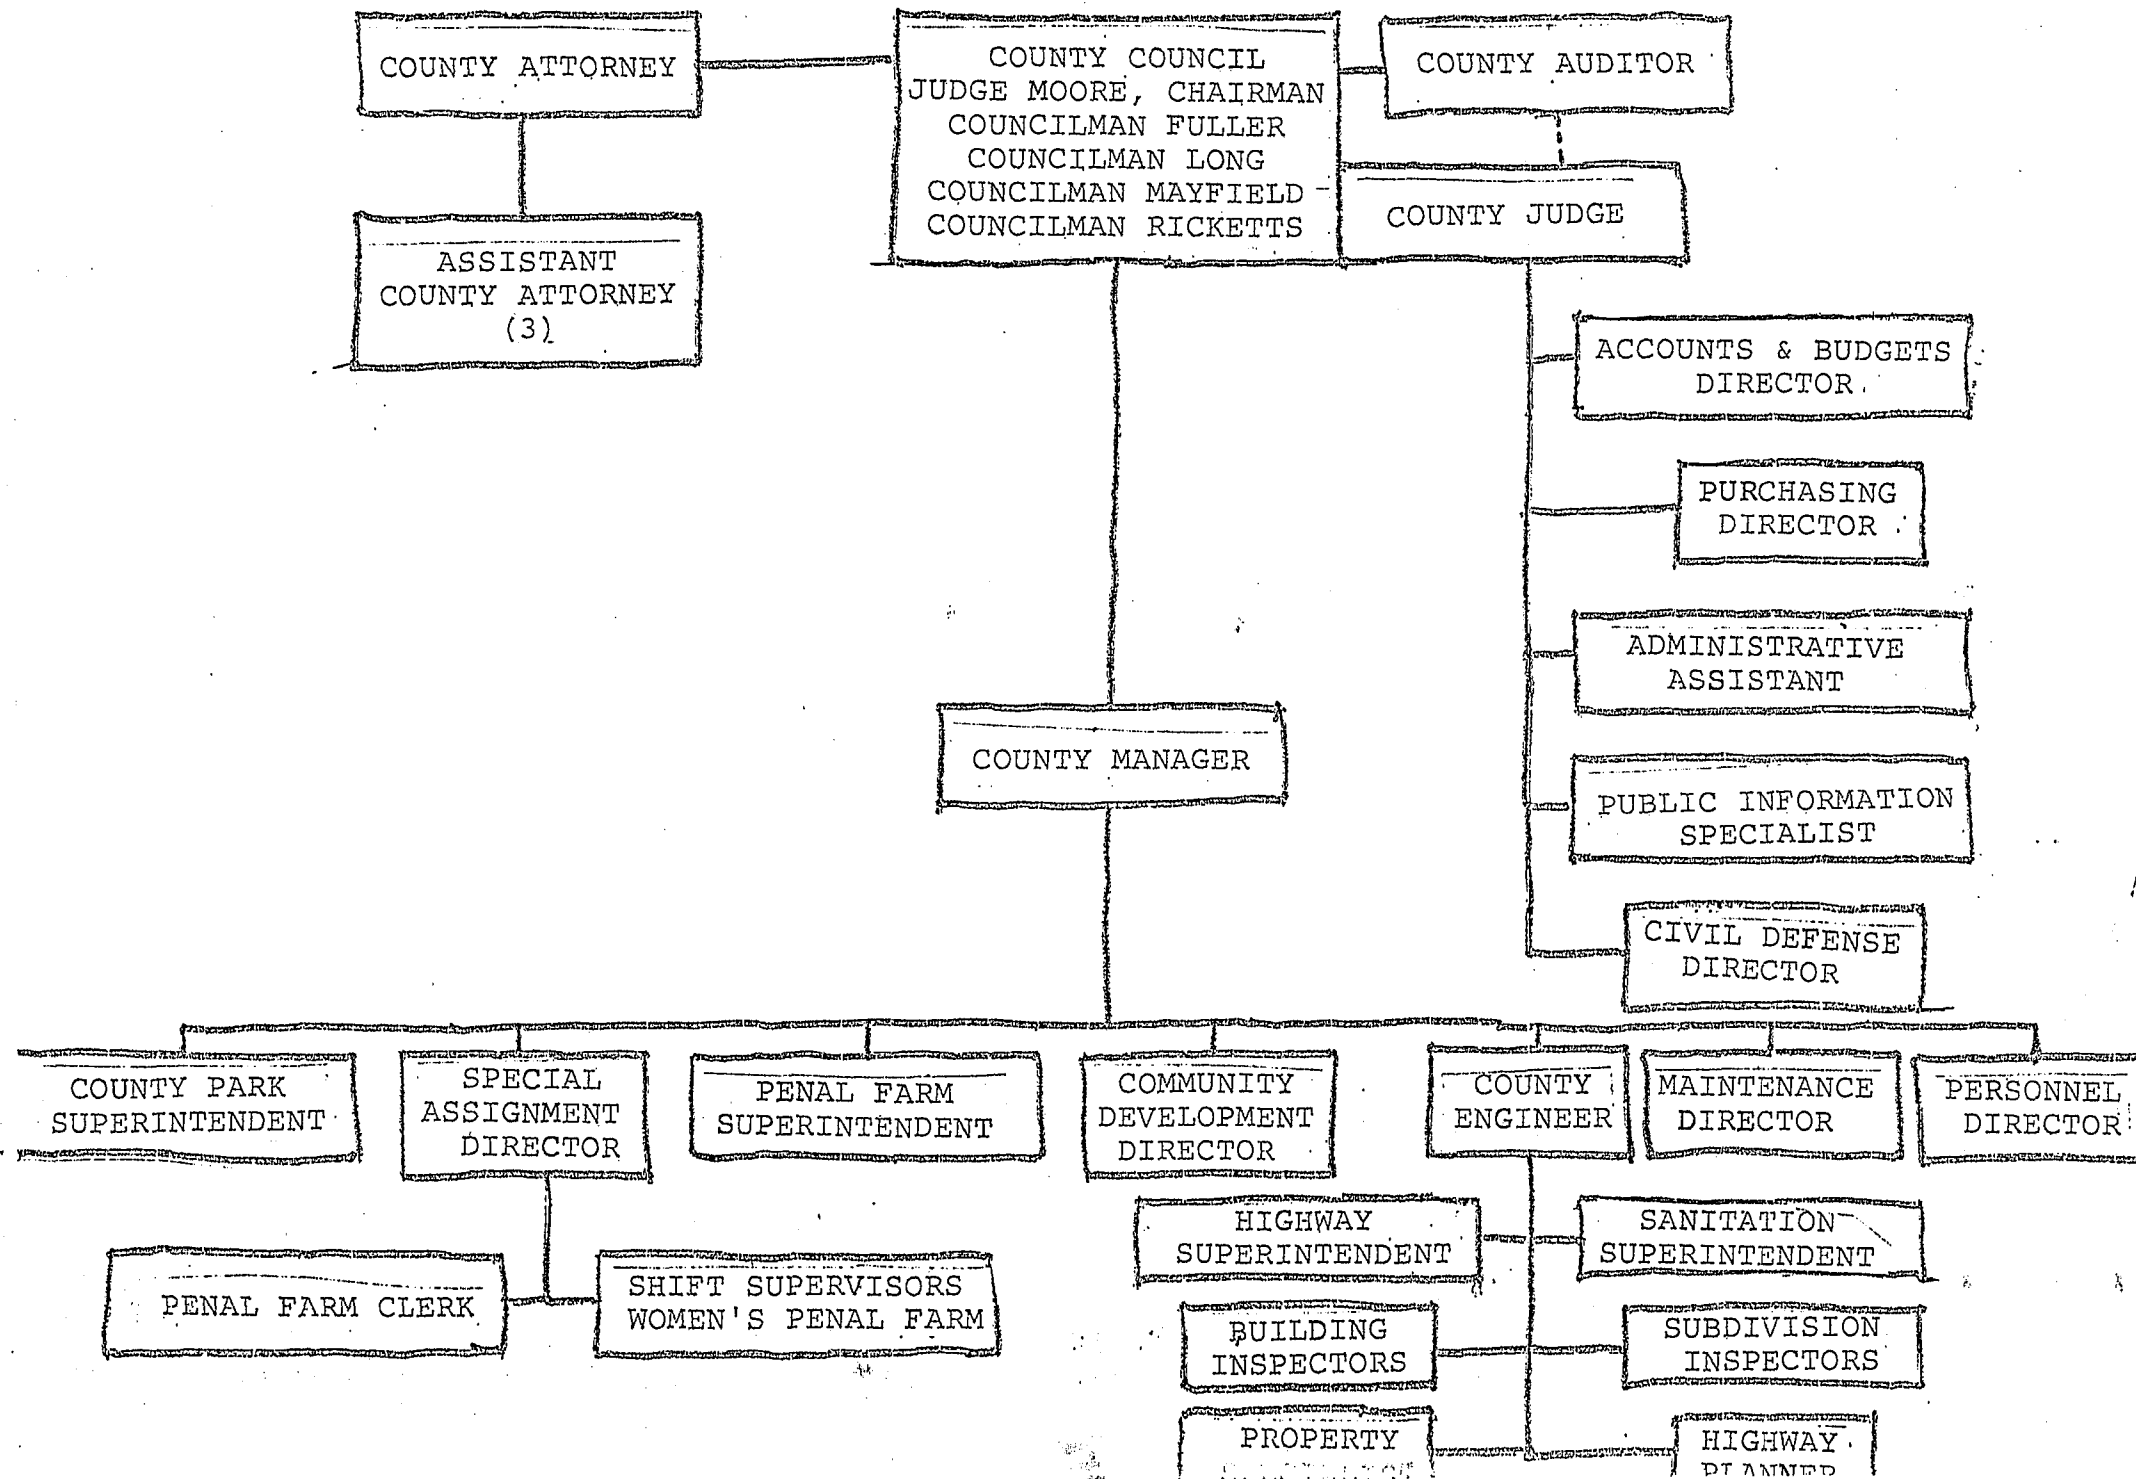 COUNTY ATTORNEY
COUNTY COUNCIL
JUDGE MOORE, CHAIRMAN
COUNCILMAN FULLER
COUNCILMAN LONG
COUNCILMAN MAYFIELD
COUNCILMAN RICKETTS
COUNTY AUDITOR
COUNTY JUDGE
ASSISTANT
COUNTY ATTORNEY
(3)
ACCOUNTS & BUDGETS
DIRECTOR
PURCHASING
DIRECTOR
ADMINISTRATIVE
ASSISTANT
COUNTY MANAGER
PUBLIC INFORMATION
SPECIALIST
CIVIL DEFENSE
DIRECTOR
COUNTY PARK
SUPERINTENDENT
SPECIAL
ASSIGNMENT
DIRECTOR
PENAL FARM
SUPERINTENDENT
COMMUNITY
DEVELOPMENT
DIRECTOR
COUNTY
ENGINEER
MAINTENANCE
DIRECTOR
PERSONNEL
DIRECTOR
PENAL FARM CLERK
SHIFT SUPERVISORS
WOMEN'S PENAL FARM
HIGHWAY
SUPERINTENDENT
SANITATION
SUPERINTENDENT
BUILDING
INSPECTORS
SUBDIVISION
INSPECTORS
PROPERTY
HIGHWAY
PLANNER